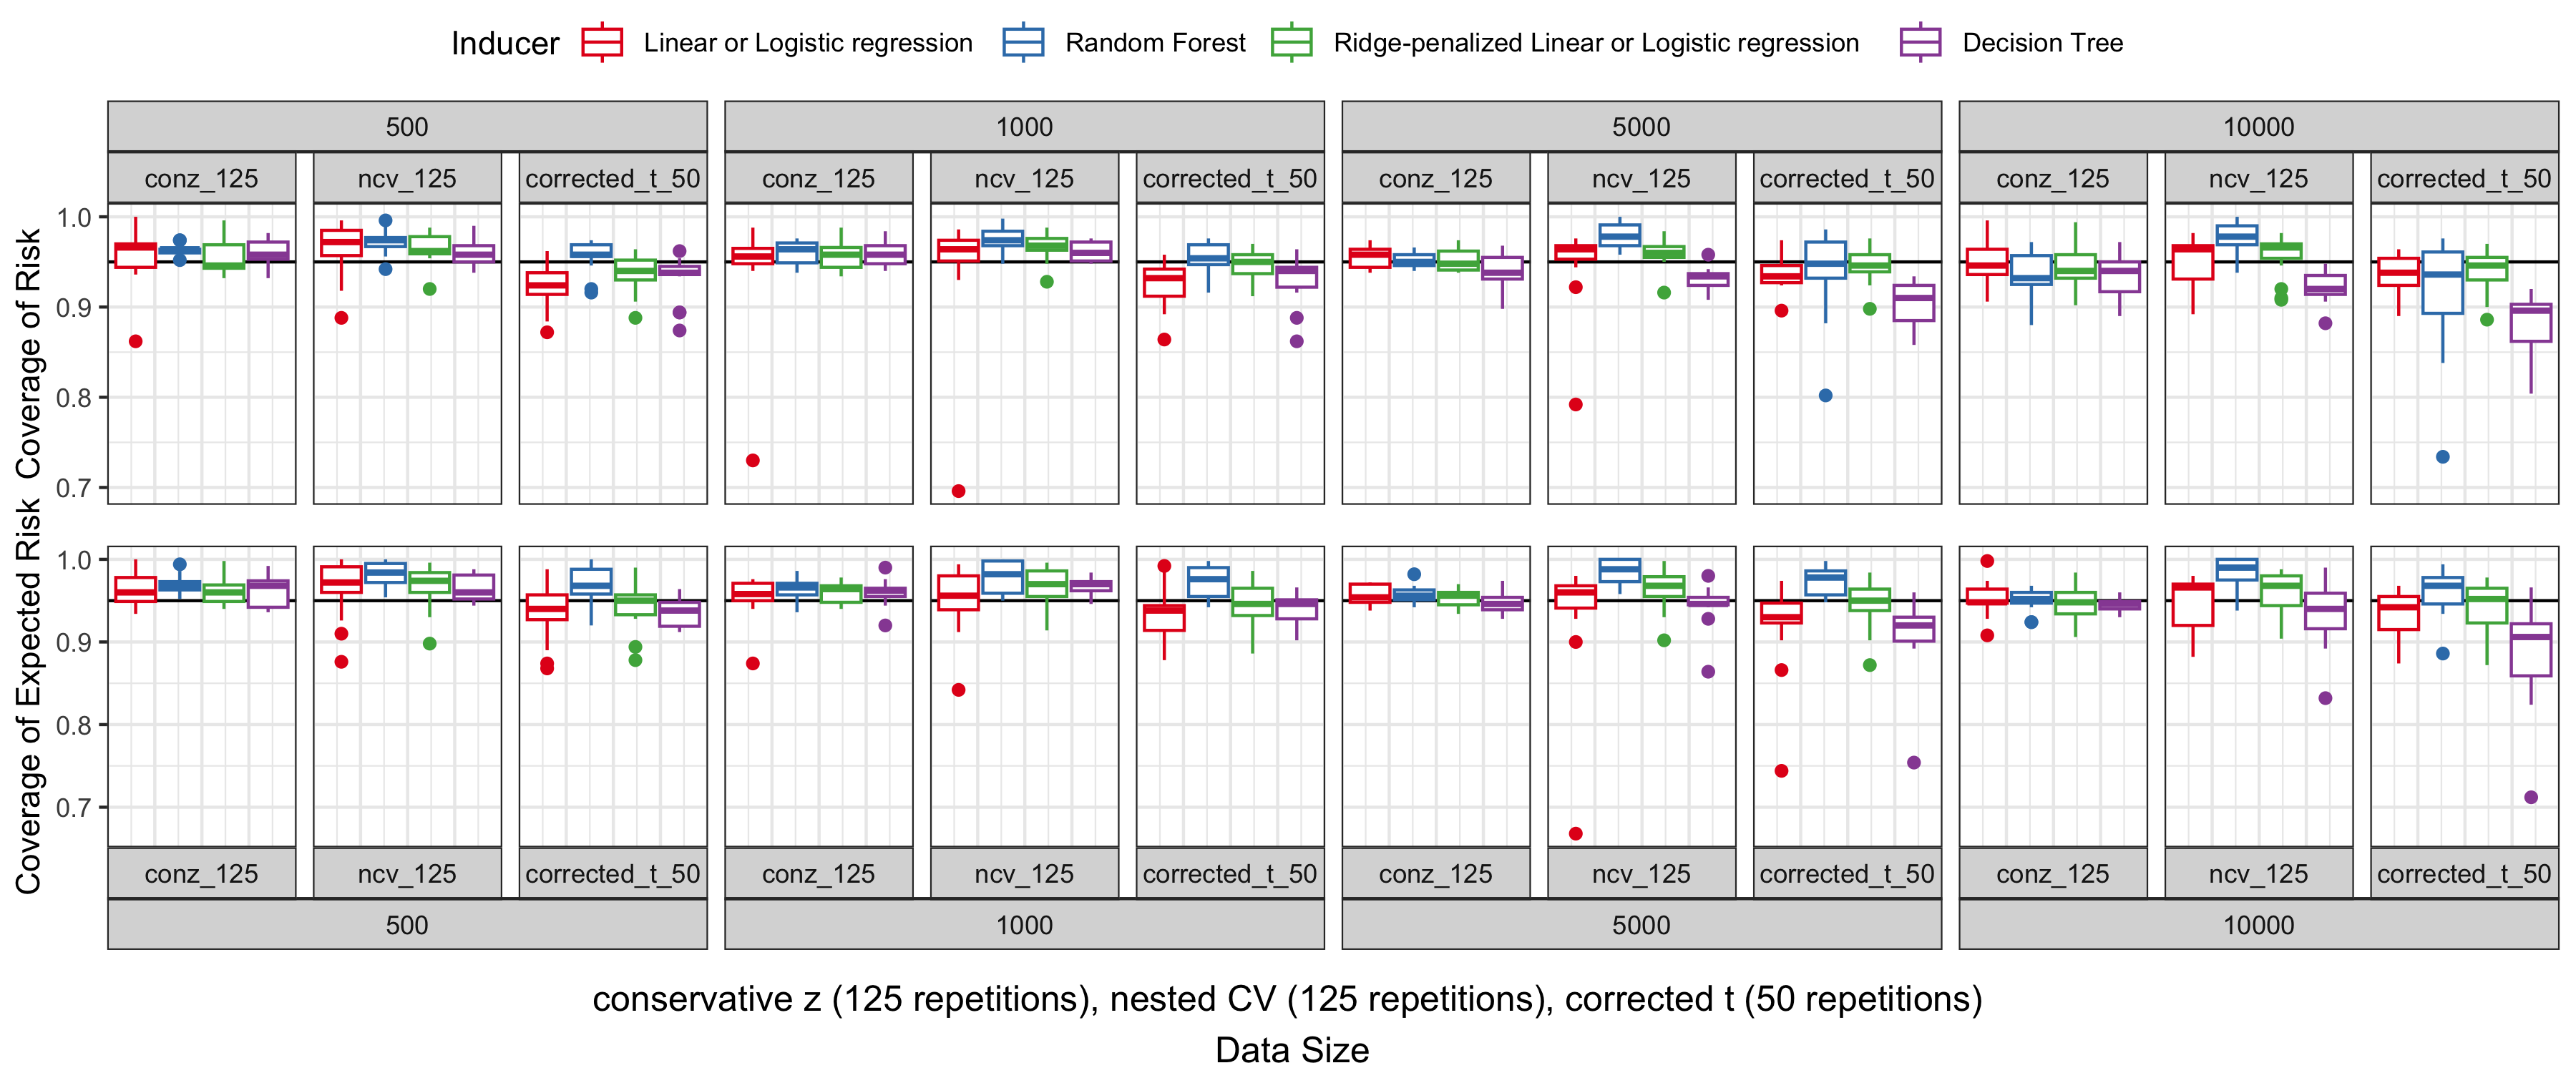 Inducer Linear or Logistic regression Random Forest Ridge-penalized Linear or Logistic regression Decision Tree
500 1000 5000 10000
conz_125 ncv_125 corrected_t_50 conz_125 ncv_125 corrected_t_50 conz_125 ncv_125 corrected_t_50 conz_125 ncv_125 corrected_t_50
Coverage of Risk
1.0
0.9
0.8
0.7
Coverage of Expected Risk
1.0
0.9
0.8
0.7
conz_125 ncv_125 corrected_t_50 conz_125 ncv_125 corrected_t_50 conz_125 ncv_125 corrected_t_50 conz_125 ncv_125 corrected_t_50
500 1000 5000 10000
conservative z (125 repetitions), nested CV (125 repetitions), corrected t (50 repetitions)
Data Size